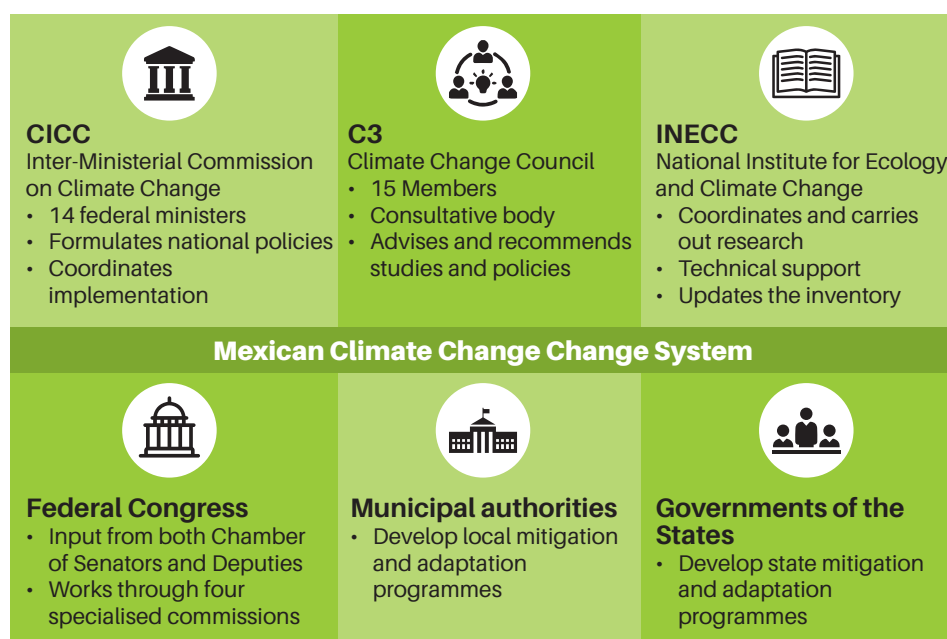 CICC
Inter-Ministerial Commission
on Climate Change
• 14 federal ministers
• Formulates national policies
• Coordinates
implementation
C3
Climate Change Council
• 15 Members
• Consultative body
• Advises and recommends
studies and policies
INECC
National Institute for Ecology
and Climate Change
• Coordinates and carries
out research
• Technical support
• Updates the inventory
Mexican Climate Change Change System
Federal Congress
• Input from both Chamber
of Senators and Deputies
• Works through four
specialised commissions
Municipal authorities
• Develop local mitigation
and adaptation
programmes
Governments of the
States
• Develop state mitigation
and adaptation
programmes